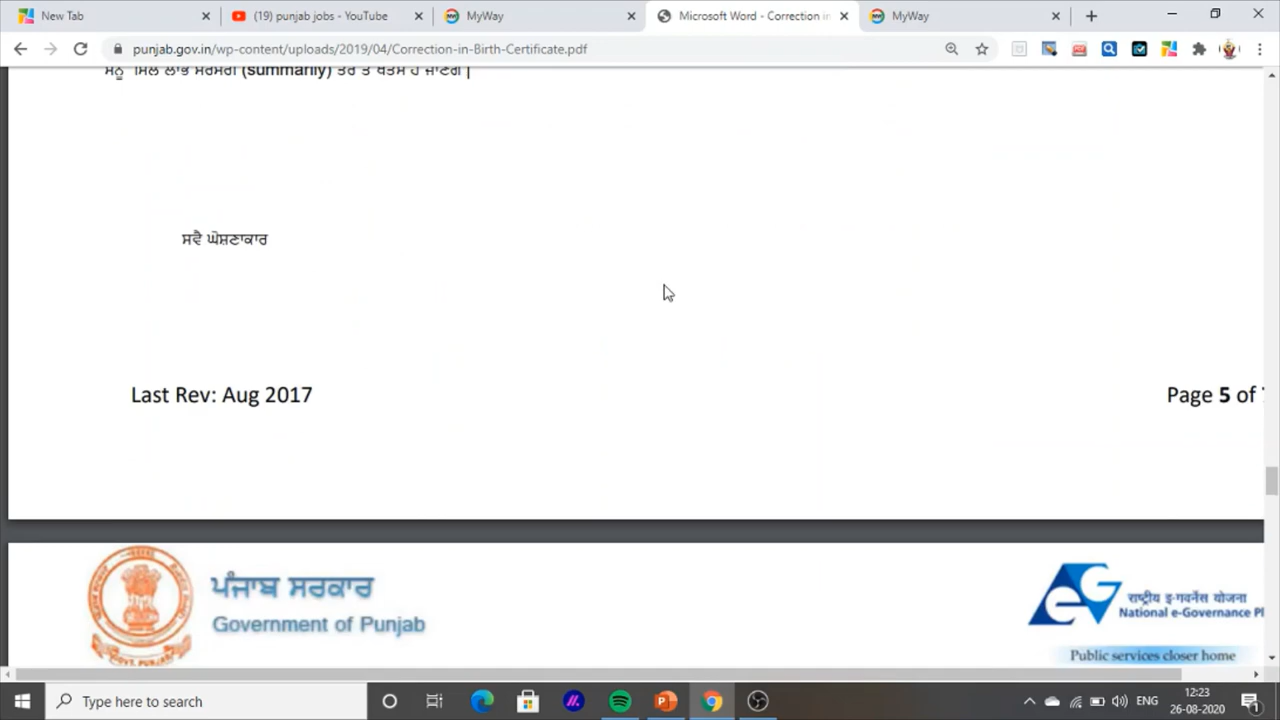 New Tab
(19) punjab jobs - YouTube
MyWay
Microsoft Word - Correction in
MyWay
punjab.gov.in/wp-content/uploads/2019/04/Correction-in-Birth-Certificate.pdf
(summarily)
ਸਵੈ ਘੋਸ਼ਣਾਕਾਰ
Last Rev: Aug 2017
Page 5 of
ਪੰਜਾਬ ਸਰਕਾਰ
Government of Punjab
राष्ट्रीय इ-गवर्नेंस योजना
National e-Governance Pl
Public services closer home
Type here to search
ENG
12:23
26-08-2020